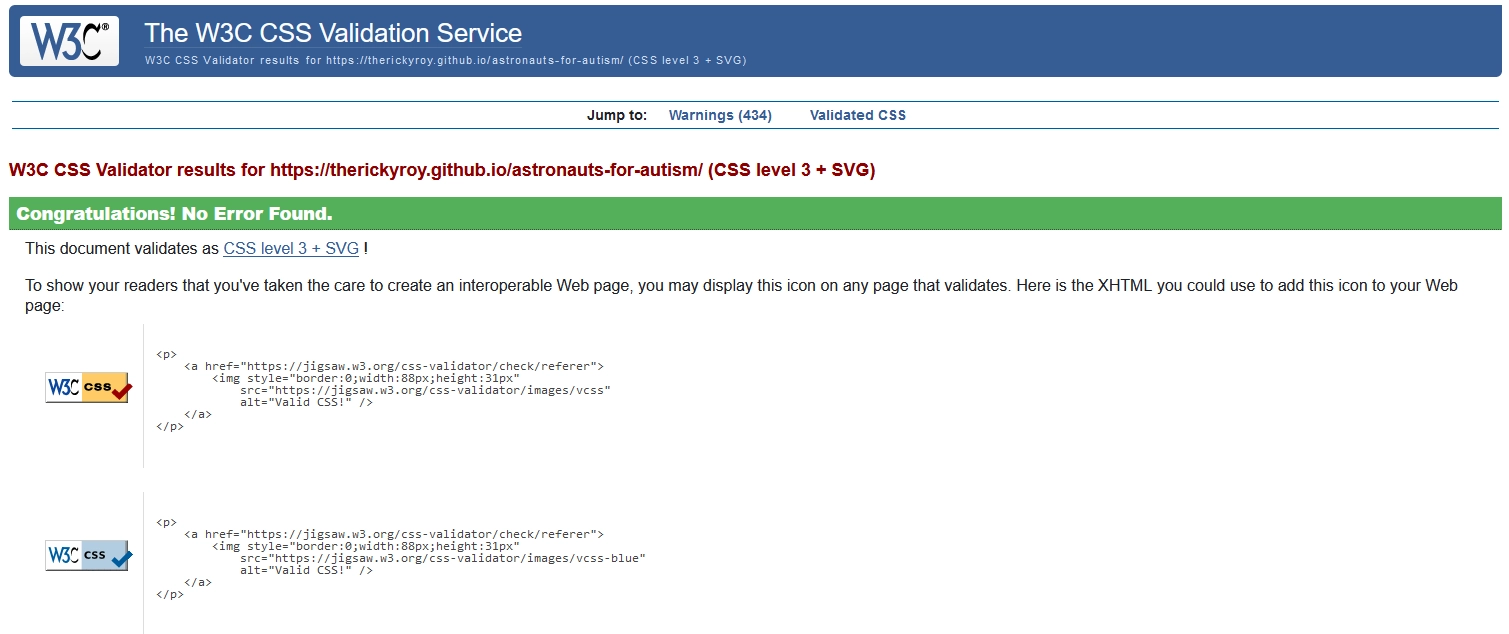 W3C®
The W3C CSS Validation Service
W3C CSS Validator results for https://therickyroy.github.io/astronauts-for-autism/ (CSS level 3 + SVG)
Jump to: Warnings (434) Validated CSS
W3C CSS Validator results for https://therickyroy.github.io/astronauts-for-autism/ (CSS level 3 + SVG)
Congratulations! No Error Found.
This document validates as CSS level 3 + SVG !
To show your readers that you've taken the care to create an interoperable Web page, you may display this icon on any page that validates. Here is the XHTML you could use to add this icon to your Web
page:
W3C css
<p>
<a href="https://jigsaw.w3.org/css-validator/check/referer">
<img style="border:0;width:88px;height:31px"
src="https://jigsaw.w3.org/css-validator/images/vcss"
alt="Valid CSS!" />
</a>
</p>
W3C css
<p>
<a href="https://jigsaw.w3.org/css-validator/check/referer">
<img style="border:0;width:88px;height:31px"
src="https://jigsaw.w3.org/css-validator/images/vcss-blue"
alt="Valid CSS!" />
</a>
</p>